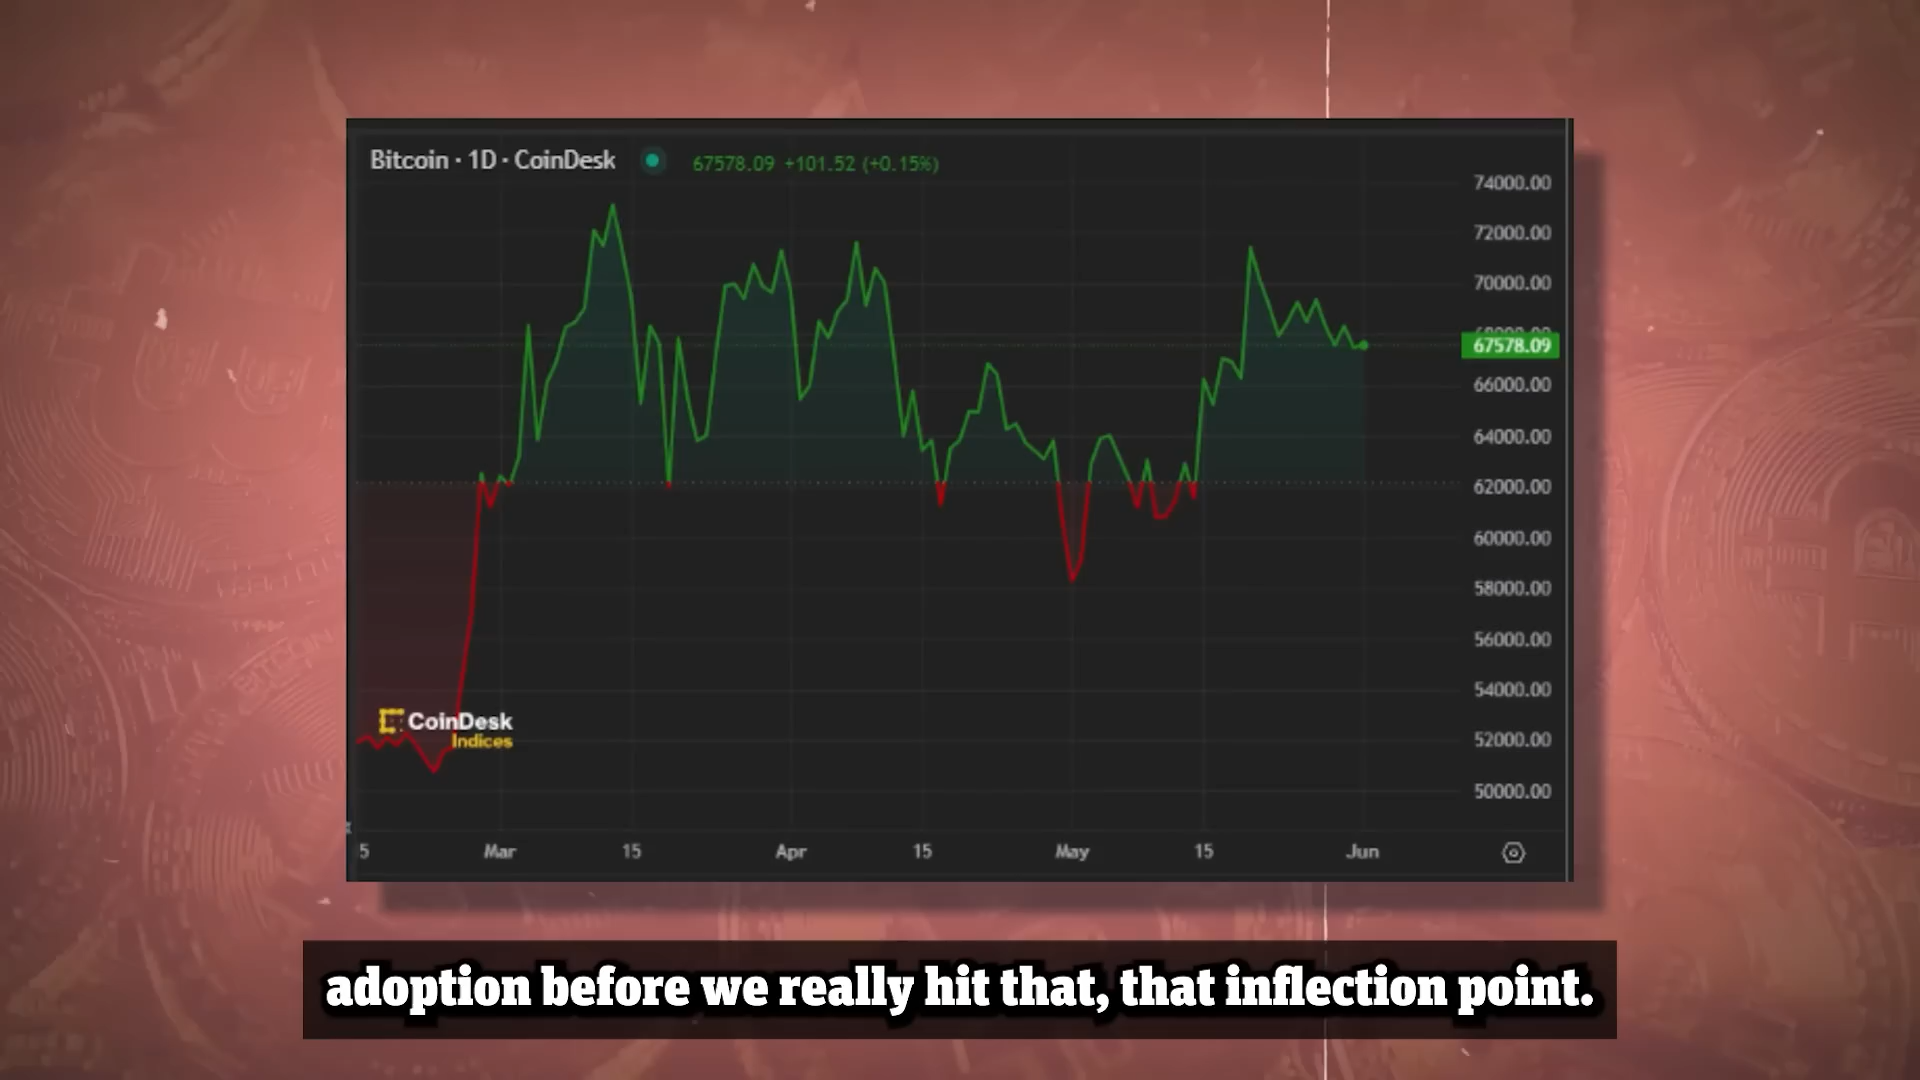 Bitcoin · 1D · CoinDesk 67578.09 +101.52 (+0.15%)
74000.00
72000.00
70000.00
68000.00
67578.09
66000.00
64000.00
62000.00
60000.00
58000.00
56000.00
54000.00
52000.00
50000.00
CoinDesk
Indices
5 Mar 15 Apr 15 May 15 Jun
adoption before we really hit that, that inflection point.